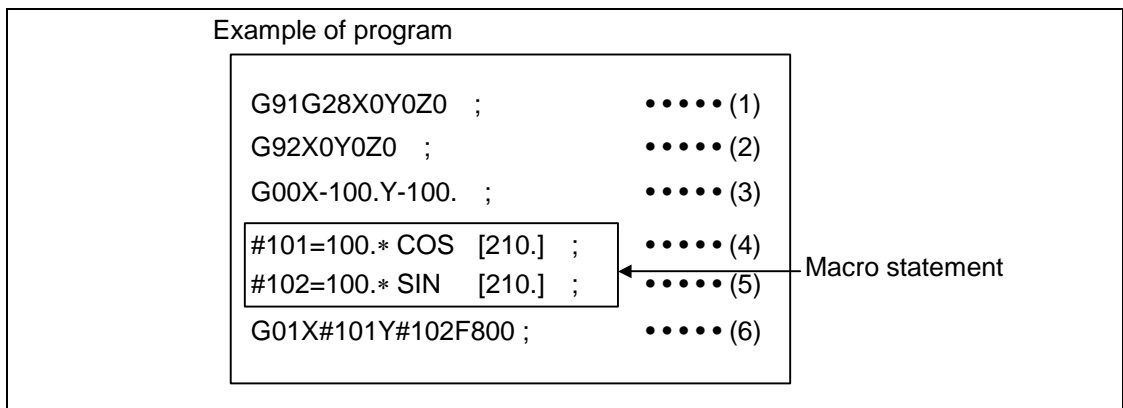 Example of program
G91G28X0Y0Z0 ; •••••(1)
G92X0Y0Z0 ; •••••(2)
G00X-100.Y-100. ; •••••(3)
#101=100.∗ COS [210.] ; •••••(4)
#102=100.∗ SIN [210.] ; •••••(5)
Macro statement
G01X#101Y#102F800 ; •••••(6)